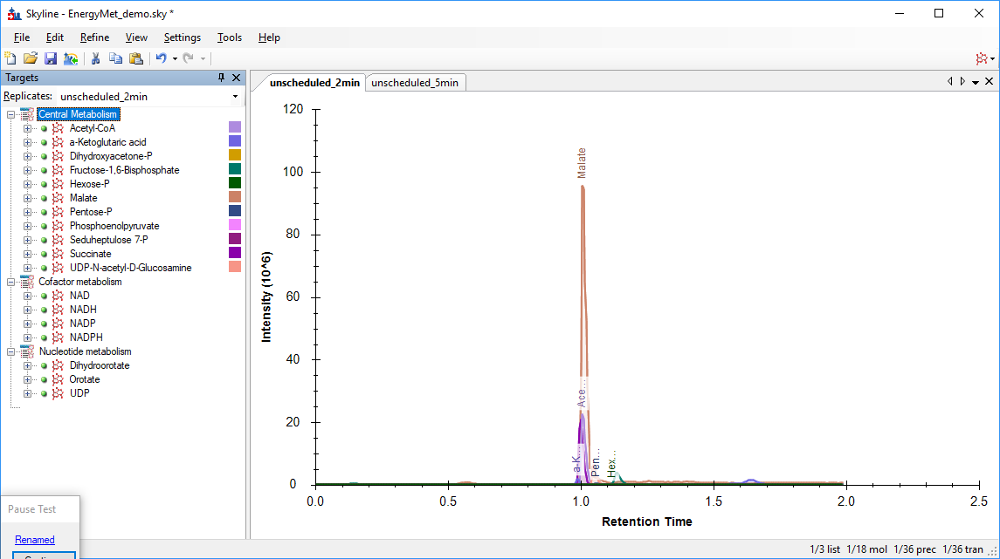 Skyline - EnergyMet_demo.sky *
File Edit Refine View Settings Tools Help
Targets
Replicates: unscheduled_2min
Central Metabolism
Acetyl-CoA
a-Ketoglutaric acid
Dihydroxyacetone-P
Fructose-1,6-Bisphosphate
Hexose-P
Malate
Pentose-P
Phosphoenolpyruvate
Seduheptulose 7-P
Succinate
UDP-N-acetyl-D-Glucosamine
Cofactor metabolism
NAD
NADH
NADP
NADPH
Nucleotide metabolism
Dihydroorotate
Orotate
UDP
Pause Test
Renamed
unscheduled_2min unscheduled_5min
120
100
80
60
40
20
0
Intensity (10^6)
Malate
Ace...
a-K...
Pen...
Hex...
0.0 0.5 1.0 1.5 2.0 2.5
Retention Time
1/3 list 1/18 mol 1/36 prec 1/36 tran